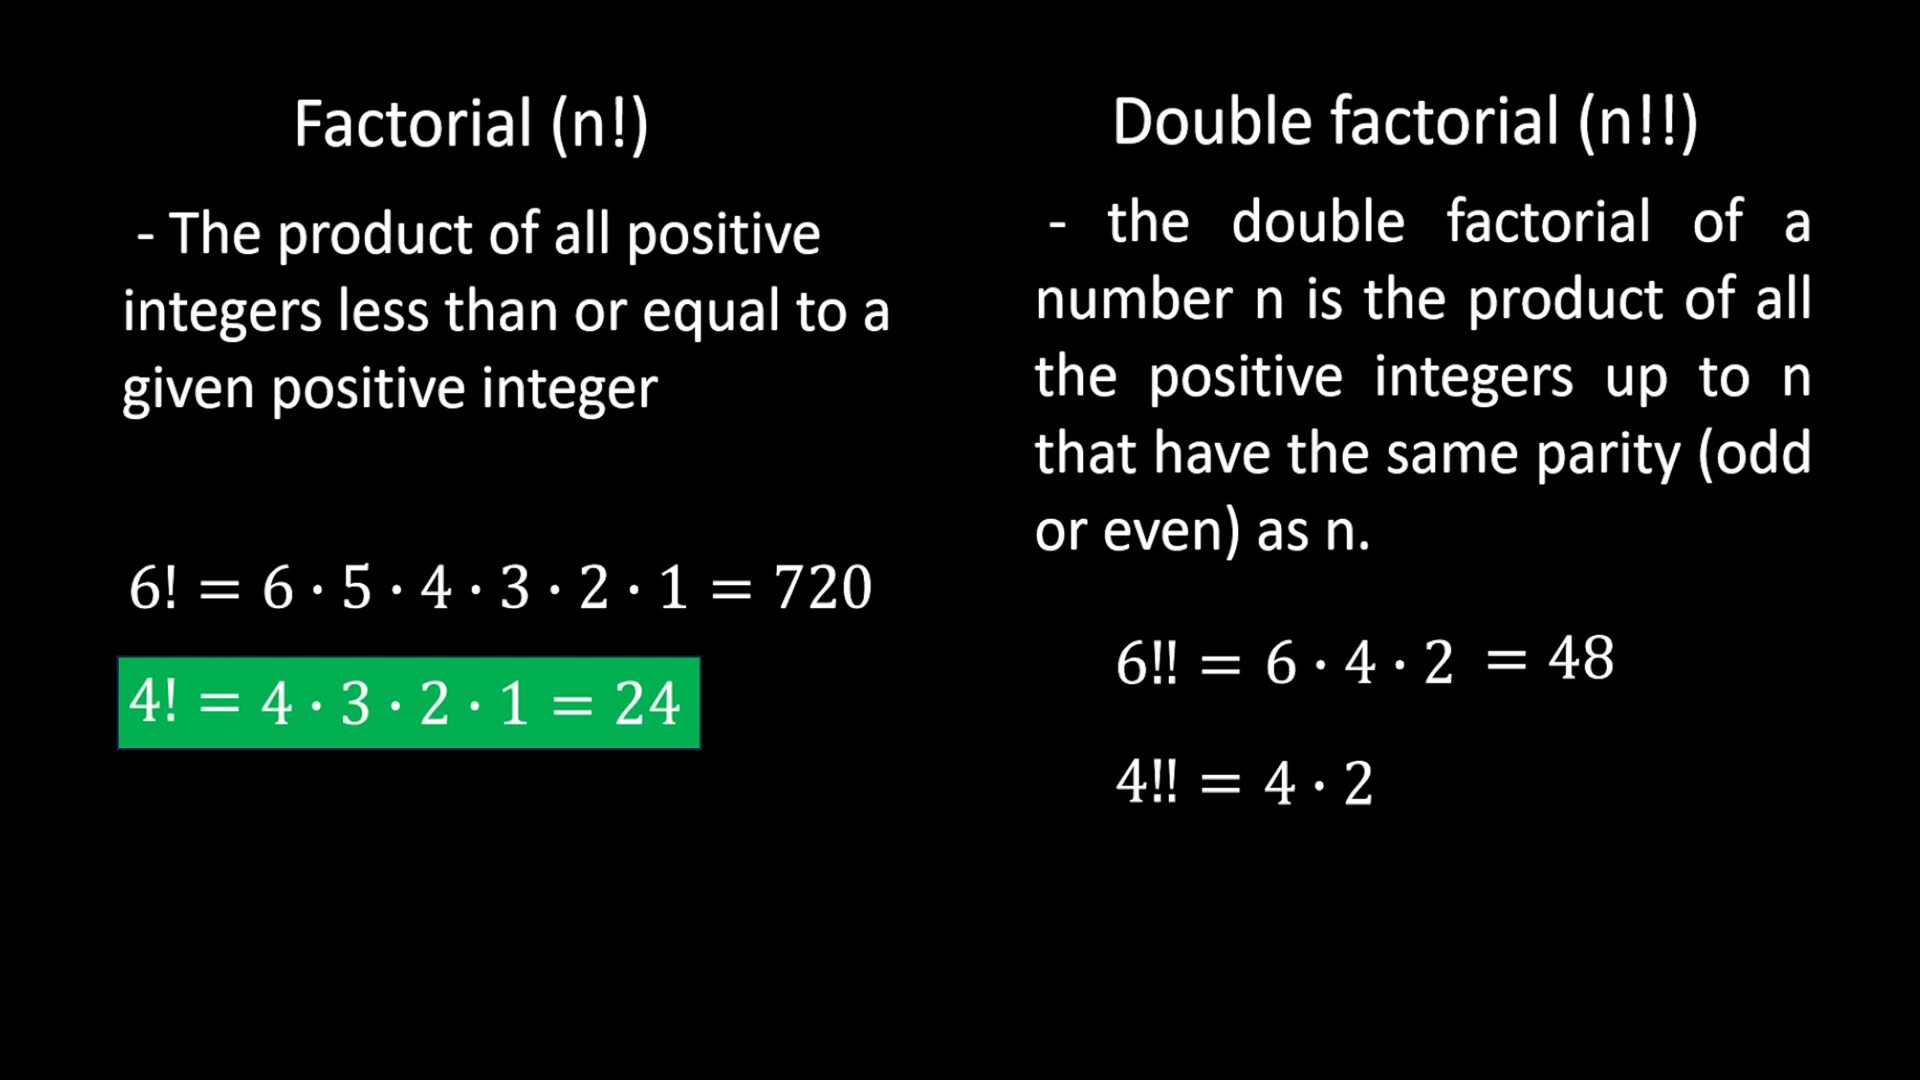 Factorial (n!)
- The product of all positive
integers less than or equal to a
given positive integer
6! = 6 · 5 · 4 · 3 · 2 · 1 = 720
4! = 4 · 3 · 2 · 1 = 24
Double factorial (n!!)
- the double factorial of a
number n is the product of all
the positive integers up to n
that have the same parity (odd
or even) as n.
6!! = 6 · 4 · 2 = 48
4!! = 4 · 2